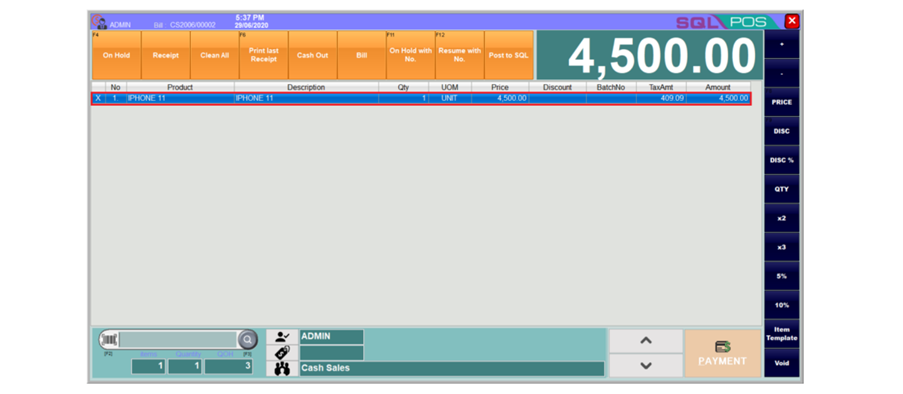 ADMIN Bill : CS2006/00002 5:37 PM
29/06/2020
SQL POS X
F4 On Hold
Receipt
Clean All
F8 Print last
Receipt
Cash Out
Bill
F11 On Hold with
No.
F12 Resume with
No.
Post to SQL
4,500.00
+
-
PRICE
DISC
DISC %
QTY
x2
x3
5%
10%
Item
Template
Void
No Product Description Qty UOM Price Discount BatchNo TaxAmt Amount
X 1 IPHONE 11 IPHONE 11 1 UNIT 4,500.00 409.09 4,500.00
[F2] Items Quantity QOH [F3]
1 1 3
ADMIN
Cash Sales
PAYMENT